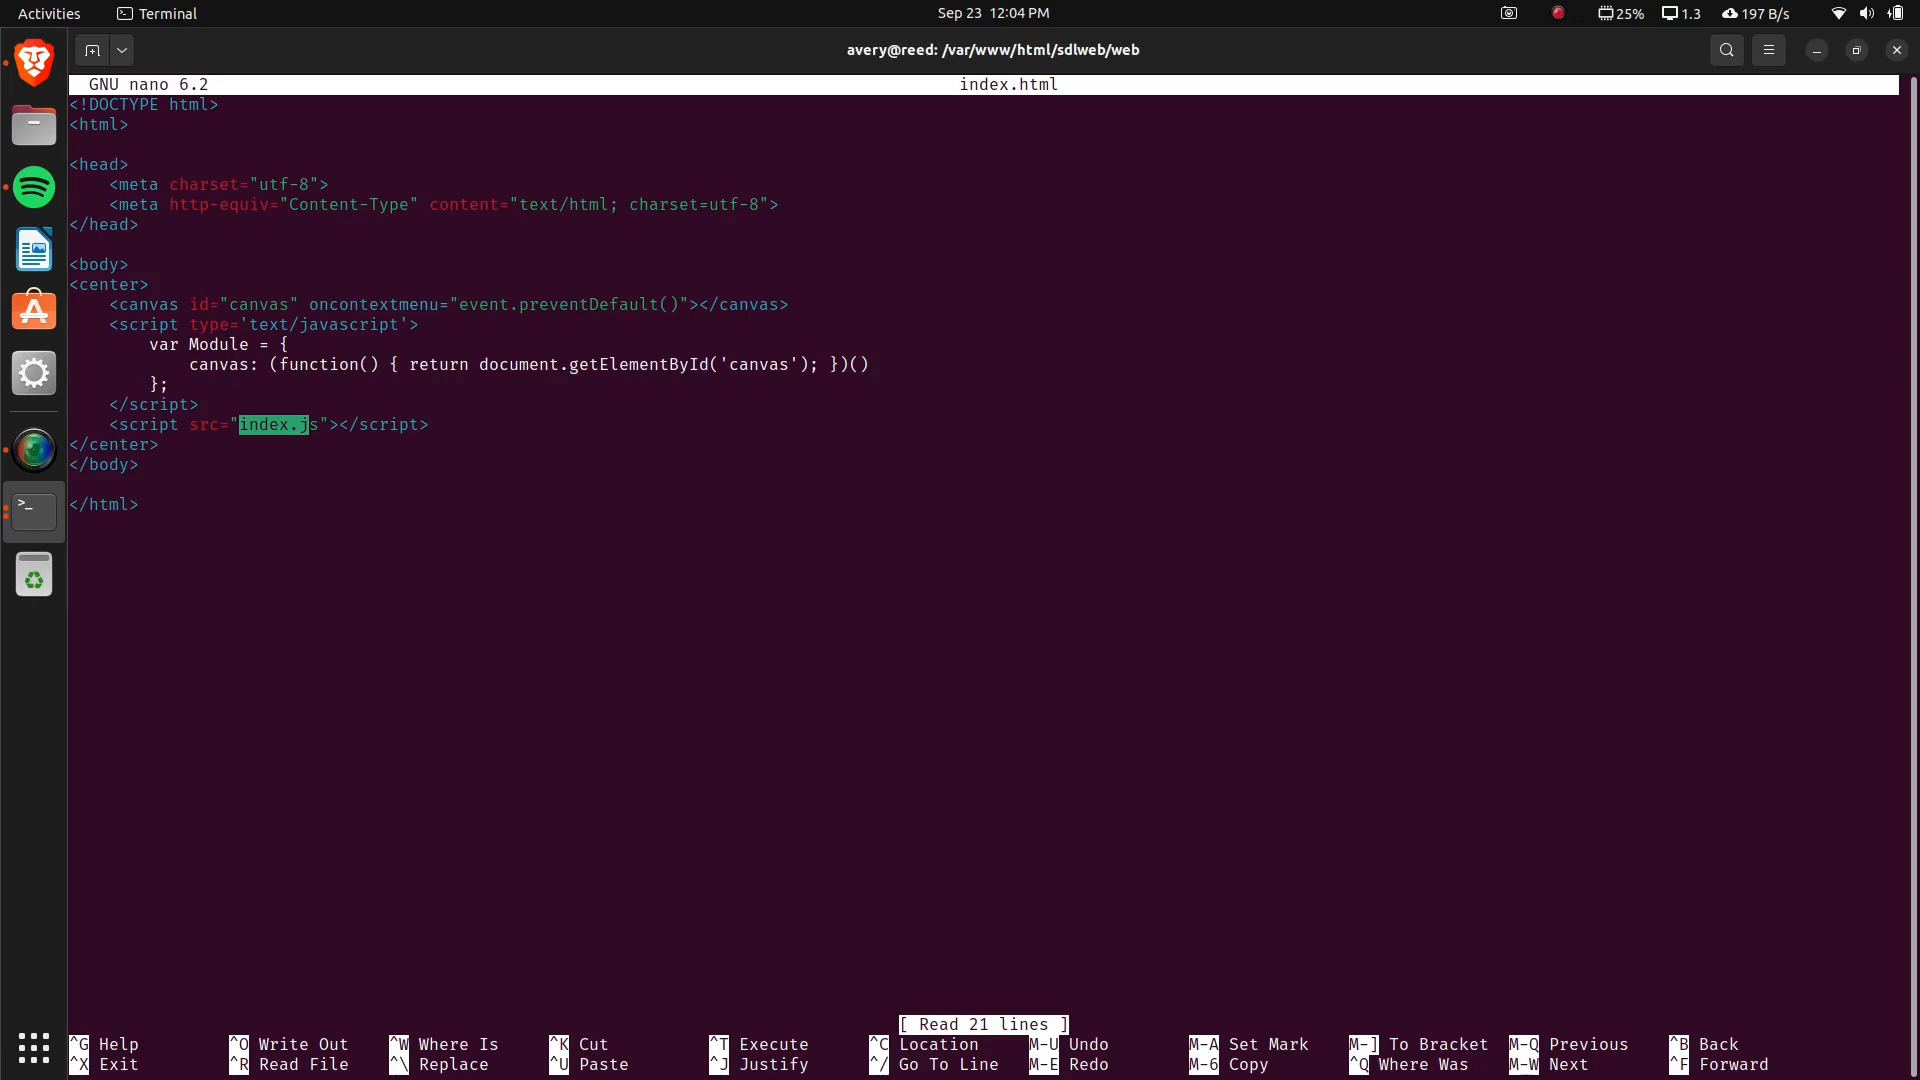 Activities Terminal Sep 23 12:04 PM 25% 1.3 197 B/s
avery@reed: /var/www/html/sdlweb/web
GNU nano 6.2 index.html
<!DOCTYPE html>
<html>
<head>
<meta charset="utf-8">
<meta http-equiv="Content-Type" content="text/html; charset=utf-8">
</head>
<body>
<center>
<canvas id="canvas" oncontextmenu="event.preventDefault()"></canvas>
<script type='text/javascript'>
var Module = {
canvas: (function() { return document.getElementById('canvas'); })()
};
</script>
<script src="index.js"></script>
</center>
</body>
</html>
[ Read 21 lines ]
^G Help ^O Write Out ^W Where Is ^K Cut ^T Execute ^C Location M-U Undo M-A Set Mark M-] To Bracket M-Q Previous ^B Back
^X Exit ^R Read File ^\ Replace ^U Paste ^J Justify ^/ Go To Line M-E Redo M-6 Copy ^Q Where Was M-W Next ^F Forward